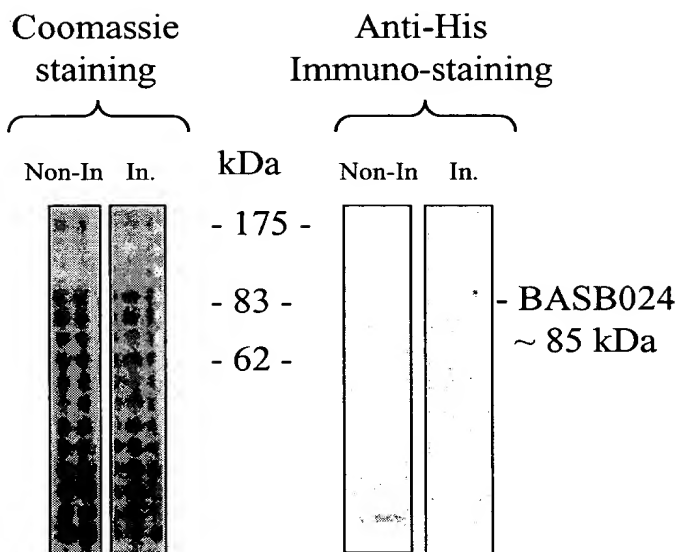 Coomassie
staining
Anti-His
Immuno-staining
Non-In In.
kDa
Non-In In.
- 175 -
- 83 -
- 62 -
- BASB024
~ 85 kDa